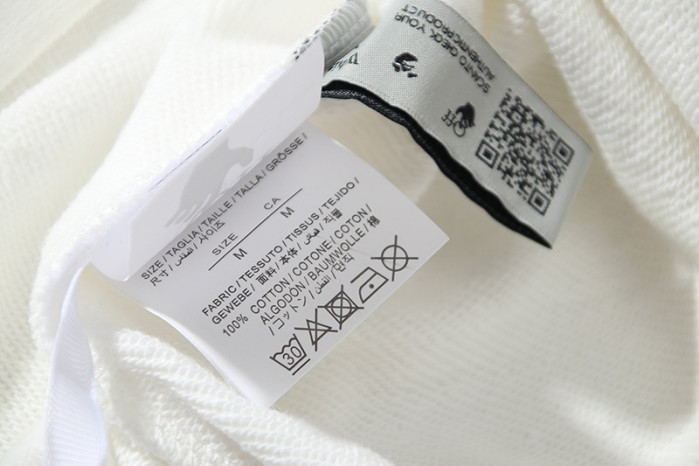 SCAN TO CHECK YOUR
AUTHENTIC PRODUCT
SIZE / TAGLIA / TAILLE / TALLA / GRÖSSE /
尺寸 / サイズ / 사이즈
SIZE CA
M M
FABRIC / TESSUTO / TISSUS / TEJIDO /
GEWEBE / 面料 / 本体 / قماش / 직물
100% COTTON / COTONE / COTON /
ALGODÓN / BAUMWOLLE / 棉
/ コットン / القطن / 면직
30